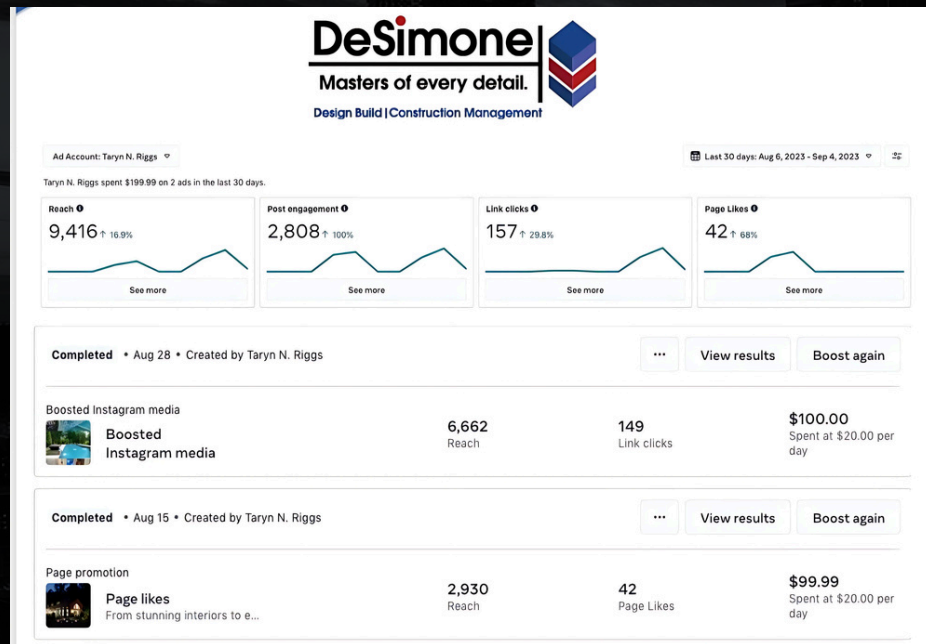 DeSimone
Masters of every detail.
Design Build | Construction Management
Ad Account: Taryn N. Riggs
Last 30 days: Aug 6, 2023 - Sep 4, 2023
Taryn N. Riggs spent $199.99 on 2 ads in the last 30 days.
Reach
9,416 ↑ 16.9%
See more
Post engagement
2,808 ↑ 100%
See more
Link clicks
157 ↑ 29.8%
See more
Page Likes
42 ↑ 68%
See more
Completed • Aug 28 • Created by Taryn N. Riggs
... View results Boost again
Boosted Instagram media
Boosted
Instagram media
6,662
Reach
149
Link clicks
$100.00
Spent at $20.00 per
day
Completed • Aug 15 • Created by Taryn N. Riggs
... View results Boost again
Page promotion
Page likes
From stunning interiors to e...
2,930
Reach
42
Page Likes
$99.99
Spent at $20.00 per
day